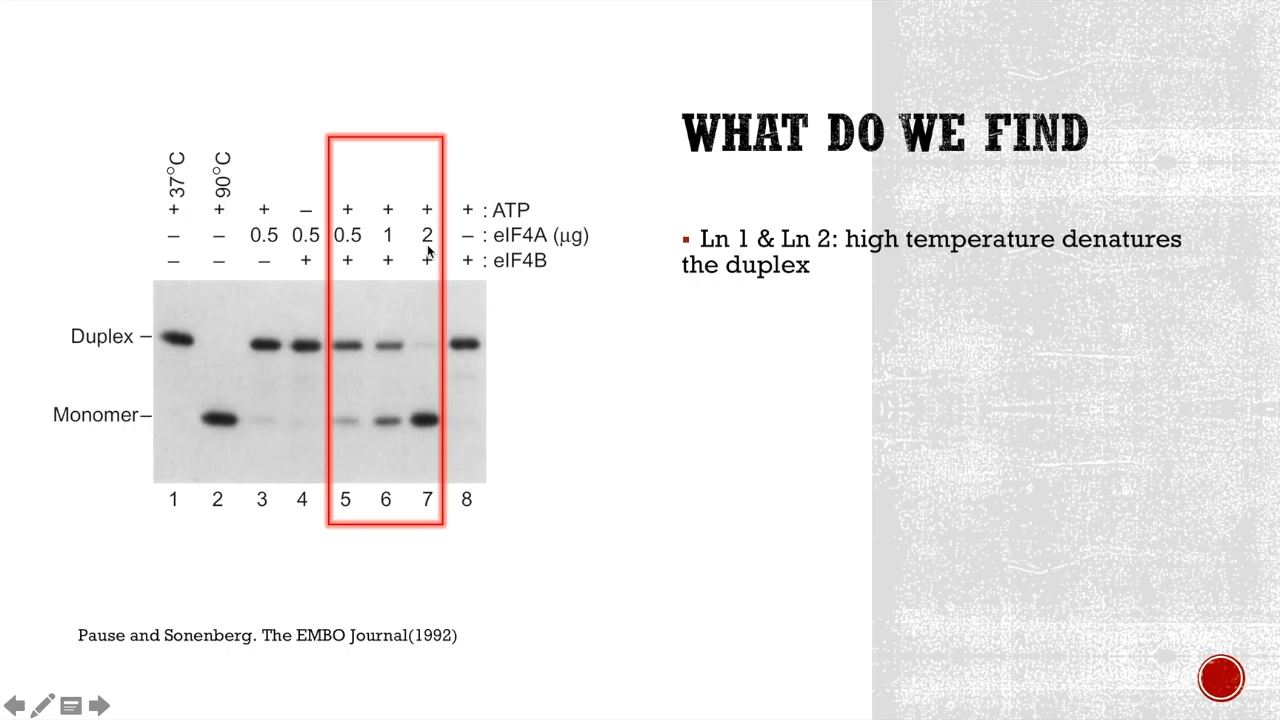 WHAT DO WE FIND
Ln 1 & Ln 2: high temperature denatures
the duplex
37°C
90°C
+ + + – + + + + : ATP
– – 0.5 0.5 0.5 1 2 – : eIF4A (µg)
– – – + + + + + : eIF4B
Duplex –
Monomer–
1 2 3 4 5 6 7 8
Pause and Sonenberg. The EMBO Journal(1992)